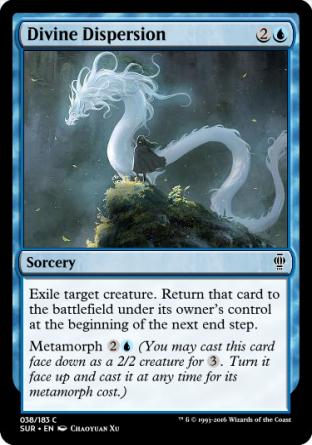 Divine Dispersion 2
Sorcery
Exile target creature. Return that card to
the battlefield under its owner's control
at the beginning of the next end step.
Metamorph 2 (You may cast this
card face down as a 2/2 creature for 3. Turn it
face up and cast it at any time for its
metamorph cost.)
038/183 C
SUR • EN CHAOYUAN XU
™ & © 1993-2016 Wizards of the Coast